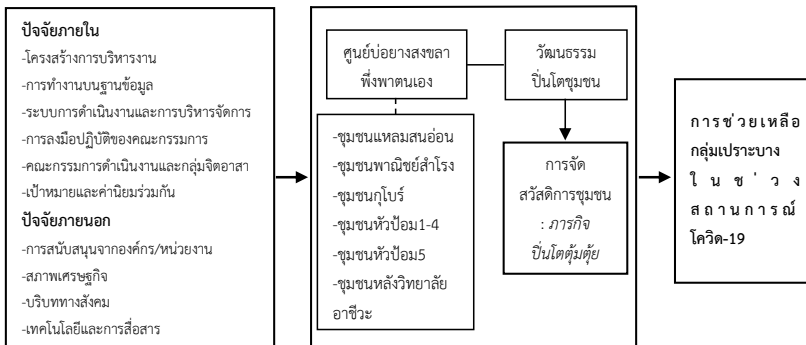 ปัจจัยภายใน
-โครงสร้างการบริหารงาน
-การทำงานบนฐานข้อมูล
-ระบบการดำเนินงานและการบริหารจัดการ
-การลงมือปฏิบัติของคณะกรรมการ
-คณะกรรมการดำเนินงานและกลุ่มจิตอาสา
-เป้าหมายและค่านิยมร่วมกัน
ปัจจัยภายนอก
-การสนับสนุนจากองค์กร/หน่วยงาน
-สภาพเศรษฐกิจ
-บริบททางสังคม
-เทคโนโลยีและการสื่อสาร
ศูนย์บ่อยางสงขลา
พึ่งพาตนเอง
-ชุมชนแหลมสนอ่อน
-ชุมชนพาณิชย์สำโรง
-ชุมชนกุโบร์
-ชุมชนหัวป้อม1-4
-ชุมชนหัวป้อม5
-ชุมชนหลังวิทยาลัย
อาชีวะ
วัฒนธรรม
ปิ่นโตชุมชน
การจัด
สวัสดิการชุมชน
: ภารกิจ
ปิ่นโตตุ้มตุ้ย
การช่วยเหลือ
กลุ่มเปราะบาง
ในช่วง
สถานการณ์
โควิด-19